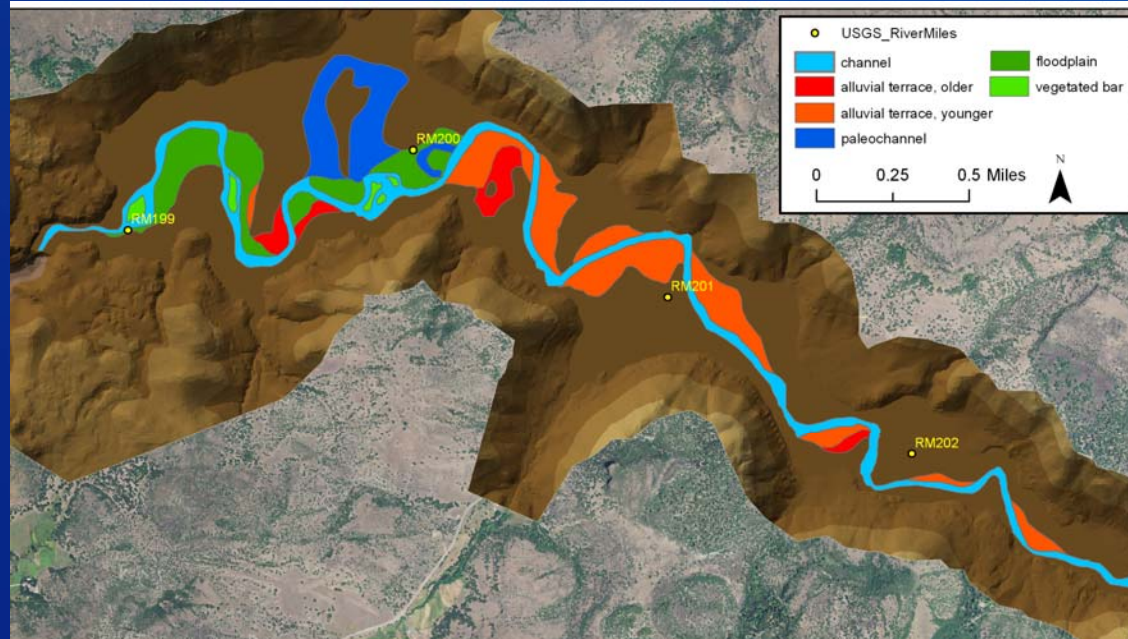 USGS_RiverMiles
channel
floodplain
alluvial terrace, older
vegetated bar
alluvial terrace, younger
paleochannel
N
0 0.25 0.5 Miles
RM200
RM199
RM201
RM202